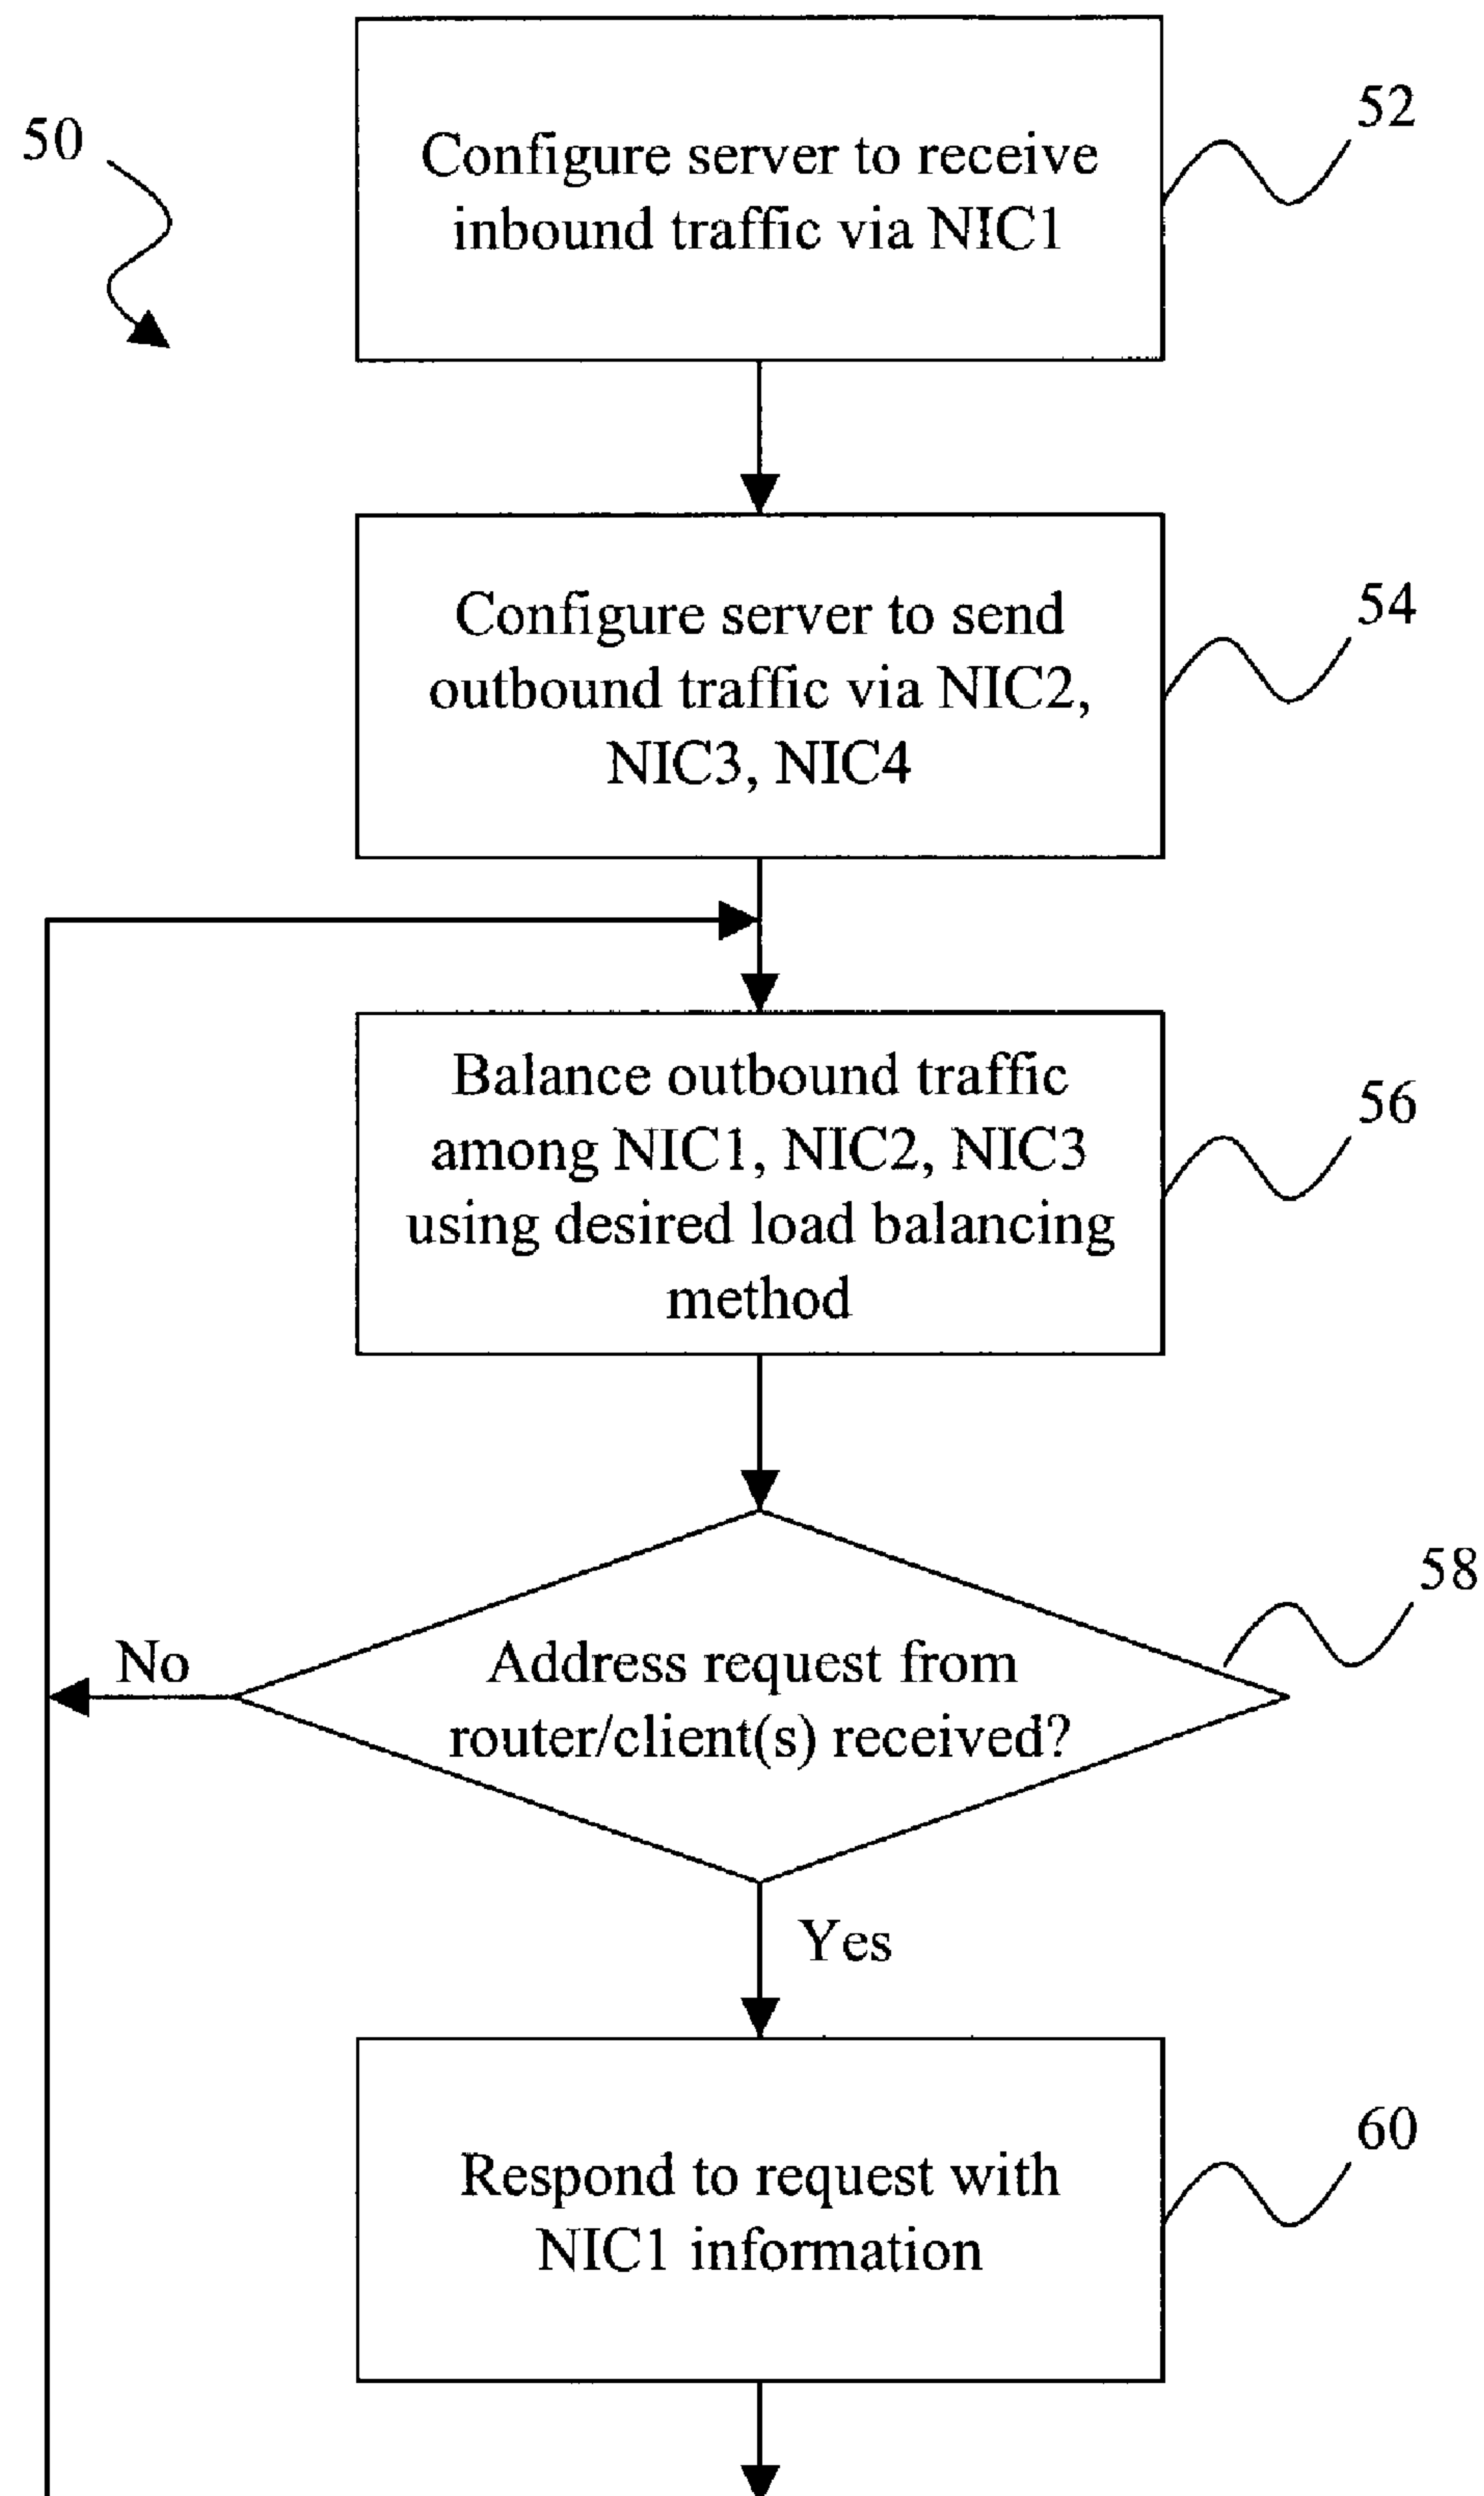 50
52
Configure server to receive
inbound traffic via NIC1
54
Configure server to send
outbound traffic via NIC2,
NIC3, NIC4
56
Balance outbound traffic
among NIC1, NIC2, NIC3
using desired load balancing
method
58
No
Address request from
router/client(s) received?
Yes
60
Respond to request with
NIC1 information